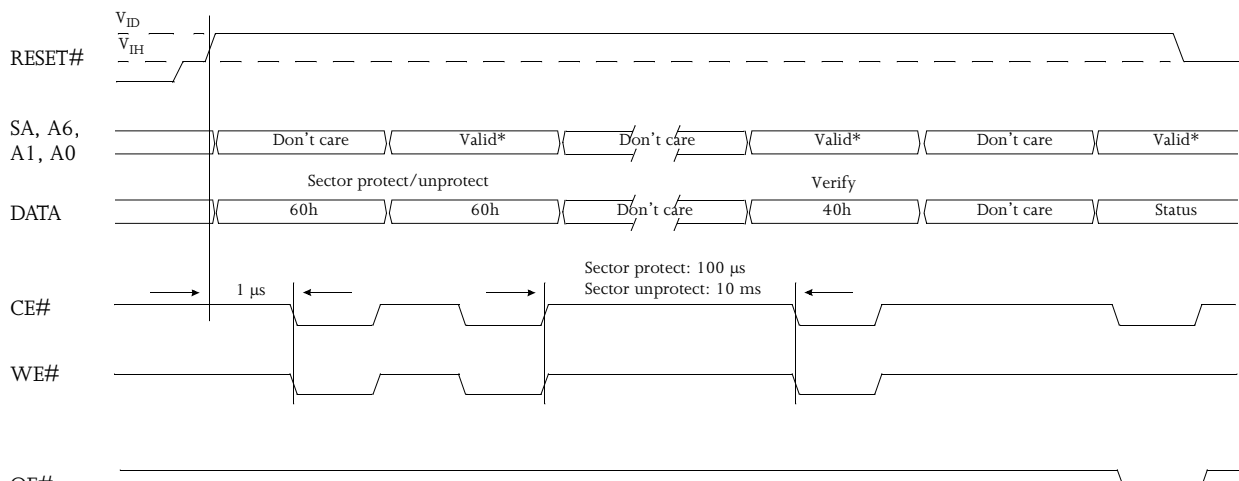 V_ID
V_IH
RESET#
SA, A6,
A1, A0
Don't care Valid* Don't care Valid* Don't care Valid*
Sector protect/unprotect Verify
DATA 60h 60h Don't care 40h Don't care Status
Sector protect: 100 µs
1 µs Sector unprotect: 10 ms
CE#
WE#
OE#